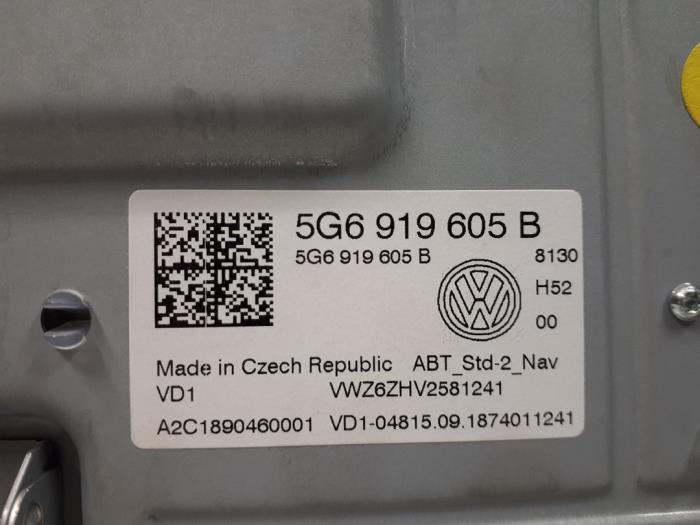 5G6 919 605 B
5G6 919 605 B
8130
H52
00
Made in Czech Republic ABT_Std-2_Nav
VD1 VWZ6ZHV2581241
A2C1890460001 VD1-04815.09.1874011241